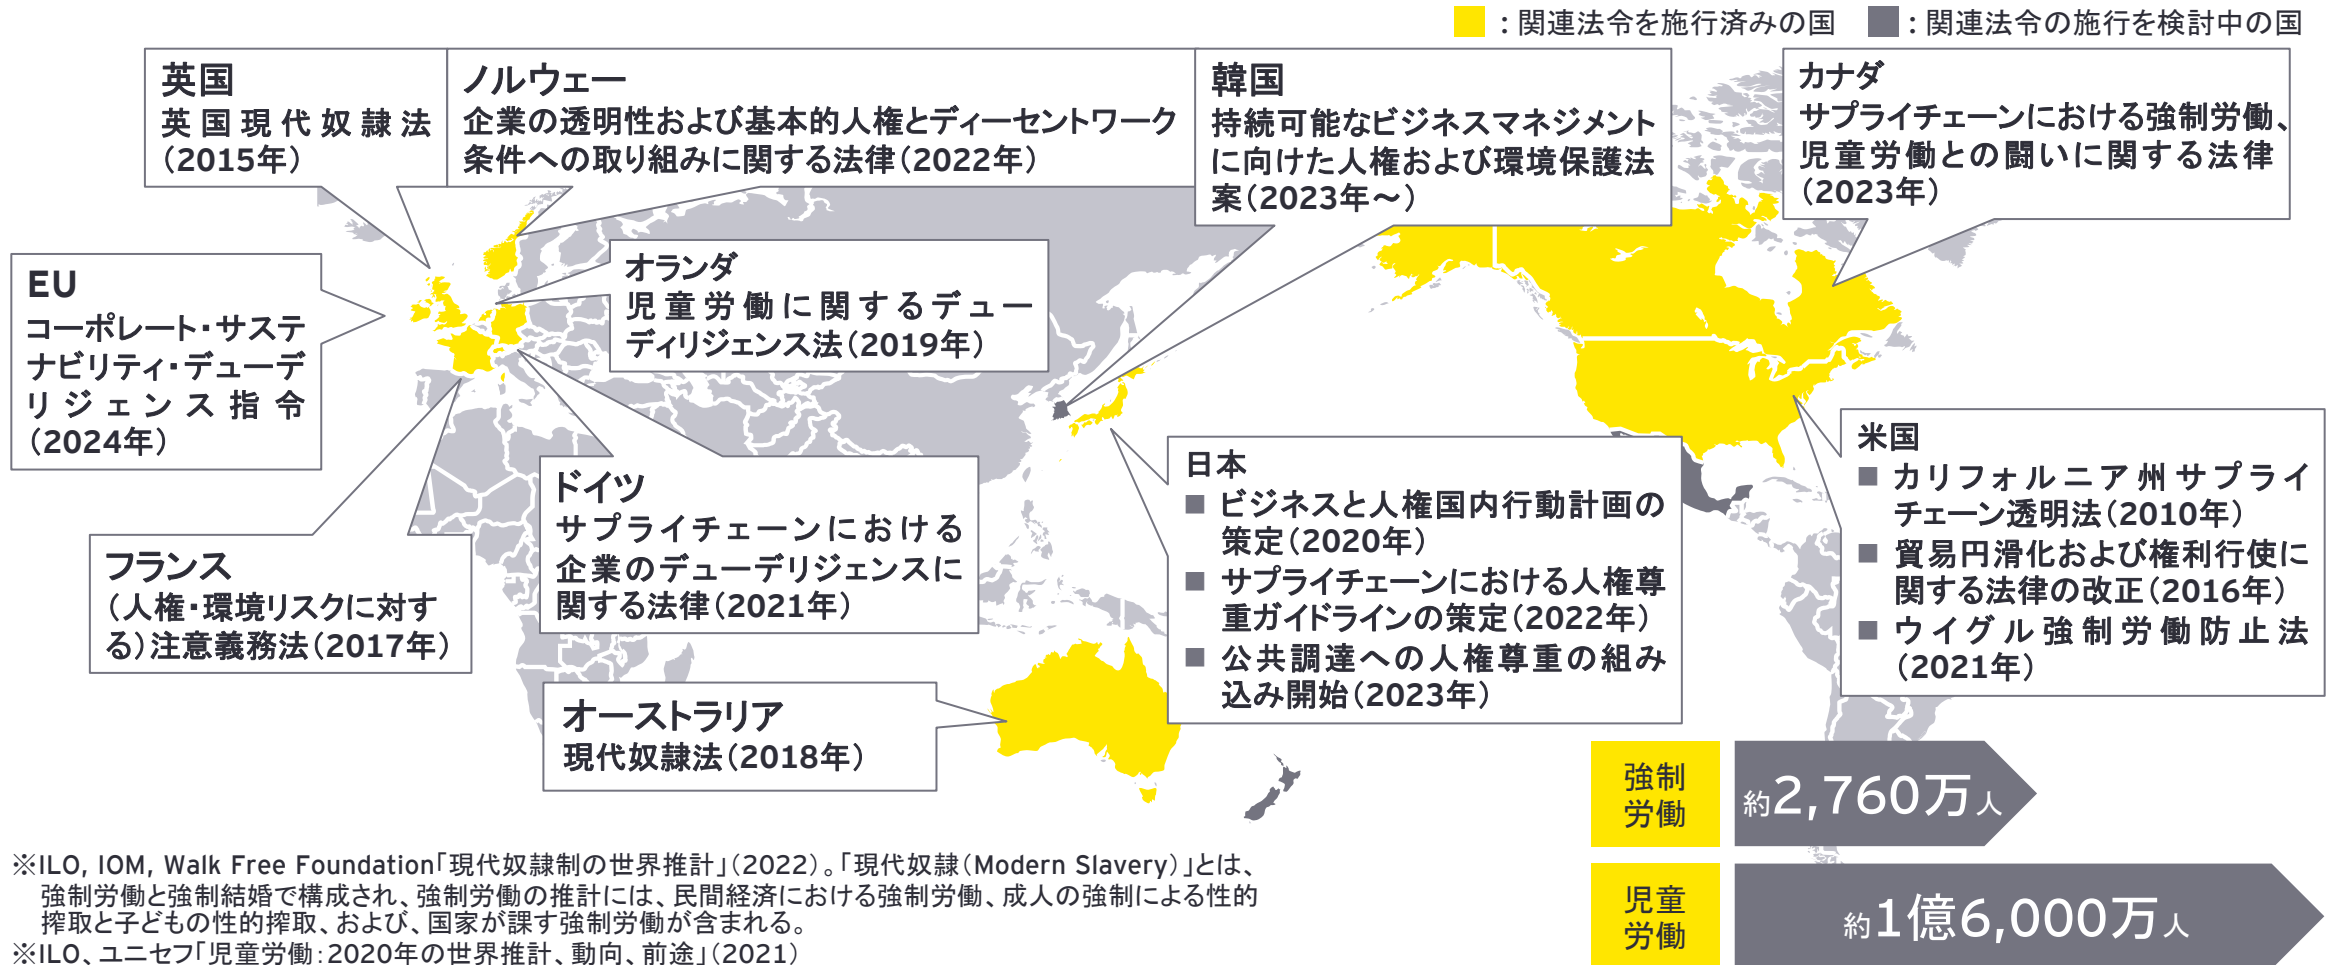 ：関連法令を施行済みの国　：関連法令の施行を検討中の国
英国
英国現代奴隷法
（2015年）
ノルウェー
企業の透明性および基本的人権とディーセントワーク
条件への取り組みに関する法律（2022年）
韓国
持続可能なビジネスマネジメント
に向けた人権および環境保護法
案（2023年～）
カナダ
サプライチェーンにおける強制労働、
児童労働との闘いに関する法律
（2023年）
EU
コーポレート・サステ
ナビリティ・デューデ
リジェンス指令
（2024年）
オランダ
児童労働に関するデュー
ディリジェンス法（2019年）
フランス
（人権・環境リスクに対す
る）注意義務法（2017年）
ドイツ
サプライチェーンにおける
企業のデューデリジェンスに
関する法律（2021年）
日本
■ ビジネスと人権国内行動計画の
策定（2020年）
■ サプライチェーンにおける人権尊
重ガイドラインの策定（2022年）
■ 公共調達への人権尊重の組み
込み開始（2023年）
米国
■ カリフォルニア州サプライ
チェーン透明法（2010年）
■ 貿易円滑化および権利行使に
関する法律の改正（2016年）
■ ウイグル強制労働防止法
（2021年）
オーストラリア
現代奴隷法（2018年）
強制
労働
約2,760万人
児童
労働
約1億6,000万人
※ILO, IOM, Walk Free Foundation「現代奴隷制の世界推計」（2022）。「現代奴隷（Modern Slavery）」とは、
強制労働と強制結婚で構成され、強制労働の推計には、民間経済における強制労働、成人の強制による性的
搾取と子どもの性的搾取、および、国家が課す強制労働が含まれる。
※ILO、ユニセフ「児童労働：2020年の世界推計、動向、前途」（2021）